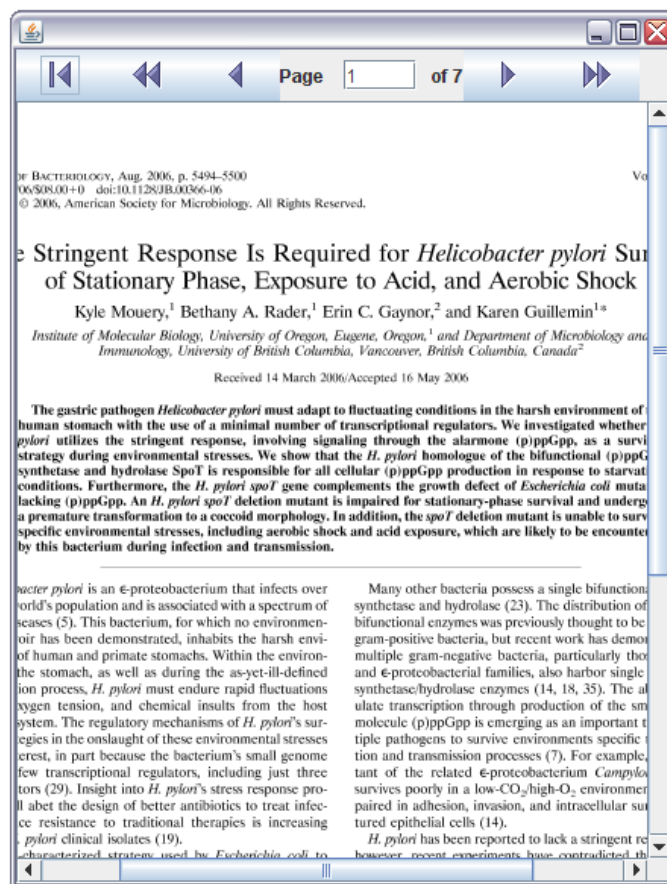 Page 1 of 7
OF BACTERIOLOGY, Aug. 2006, p. 5494–5500 Vo
06/$08.00+0 doi:10.1128/JB.00366-06
© 2006, American Society for Microbiology. All Rights Reserved.
e Stringent Response Is Required for Helicobacter pylori Sur
of Stationary Phase, Exposure to Acid, and Aerobic Shock
Kyle Mouery,¹ Bethany A. Rader,¹ Erin C. Gaynor,² and Karen Guillemin¹*
Institute of Molecular Biology, University of Oregon, Eugene, Oregon,¹ and Department of Microbiology and
Immunology, University of British Columbia, Vancouver, British Columbia, Canada²
Received 14 March 2006/Accepted 16 May 2006
The gastric pathogen Helicobacter pylori must adapt to fluctuating conditions in the harsh environment of
human stomach with the use of a minimal number of transcriptional regulators. We investigated whether
pylori utilizes the stringent response, involving signaling through the alarmone (p)ppGpp, as a survi
strategy during environmental stresses. We show that the H. pylori homologue of the bifunctional (p)ppG
synthetase and hydrolase SpoT is responsible for all cellular (p)ppGpp production in response to starvat
conditions. Furthermore, the H. pylori spoT gene complements the growth defect of Escherichia coli muta
lacking (p)ppGpp. An H. pylori spoT deletion mutant is impaired for stationary-phase survival and underg
a premature transformation to a coccoid morphology. In addition, the spoT deletion mutant is unable to surv
specific environmental stresses, including aerobic shock and acid exposure, which are likely to be encounte
by this bacterium during infection and transmission.
bacter pylori is an ϵ-proteobacterium that infects over
world's population and is associated with a spectrum of
seases (5). This bacterium, for which no environmen-
oir has been demonstrated, inhabits the harsh envi-
of human and primate stomachs. Within the environ-
the stomach, as well as during the as-yet-ill-defined
ion process, H. pylori must endure rapid fluctuations
xygen tension, and chemical insults from the host
system. The regulatory mechanisms of H. pylori's sur-
tegies in the onslaught of these environmental stresses
erest, in part because the bacterium's small genome
few transcriptional regulators, including just three
tors (29). Insight into H. pylori's stress response pro-
l abet the design of better antibiotics to treat infec-
ce resistance to traditional therapies is increasing
. pylori clinical isolates (19).
-characterized strategy used by Escherichia coli to
Many other bacteria possess a single bifunctiona
synthetase and hydrolase (23). The distribution of
bifunctional enzymes was previously thought to be
gram-positive bacteria, but recent work has demon
multiple gram-negative bacteria, particularly tho
and ϵ-proteobacterial families, also harbor single
synthetase/hydrolase enzymes (14, 18, 35). The al
ulate transcription through production of the sm
molecule (p)ppGpp is emerging as an important t
tiple pathogens to survive environments specific t
tion and transmission processes (7). For example,
tant of the related ϵ-proteobacterium Campylo
survives poorly in a low-CO₂/high-O₂ environmen
paired in adhesion, invasion, and intracellular sur
tured epithelial cells (14).
H. pylori has been reported to lack a stringent re
however, recent experiments have contradicted th